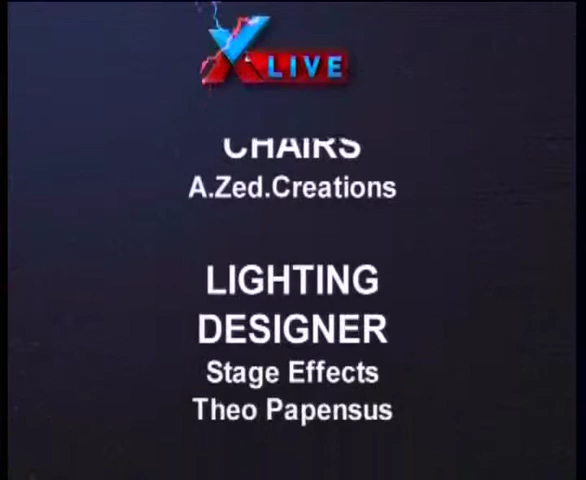 X LIVE
CHAIRS
A.Zed.Creations
LIGHTING
DESIGNER
Stage Effects
Theo Papensus